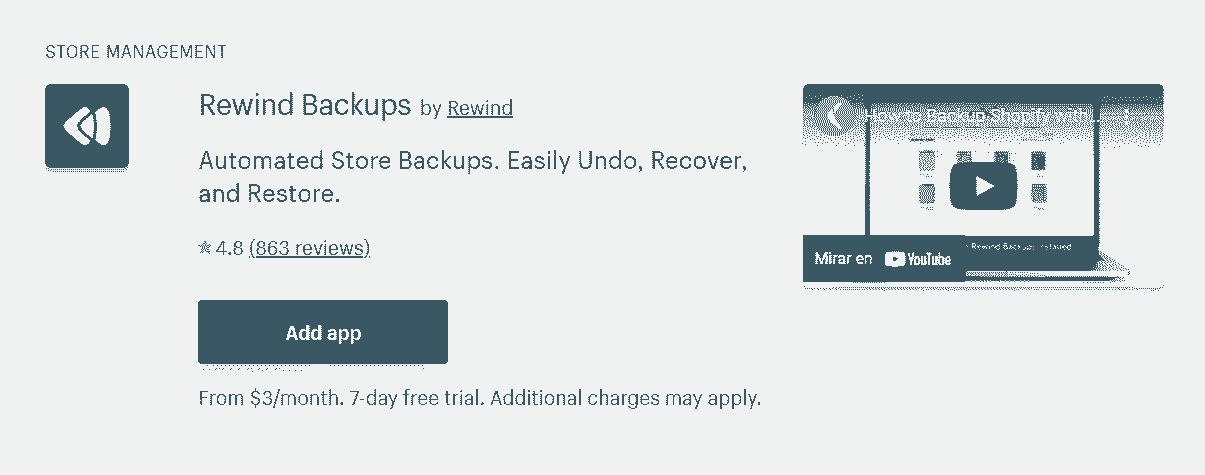 STORE MANAGEMENT
Rewind Backups by Rewind
Automated Store Backups. Easily Undo, Recover,
and Restore.
4.8 (863 reviews)
Add app
From $3/month. 7-day free trial. Additional charges may apply.
How to Backup Shopify with...
Rewind Backups installed
Mirar en YouTube